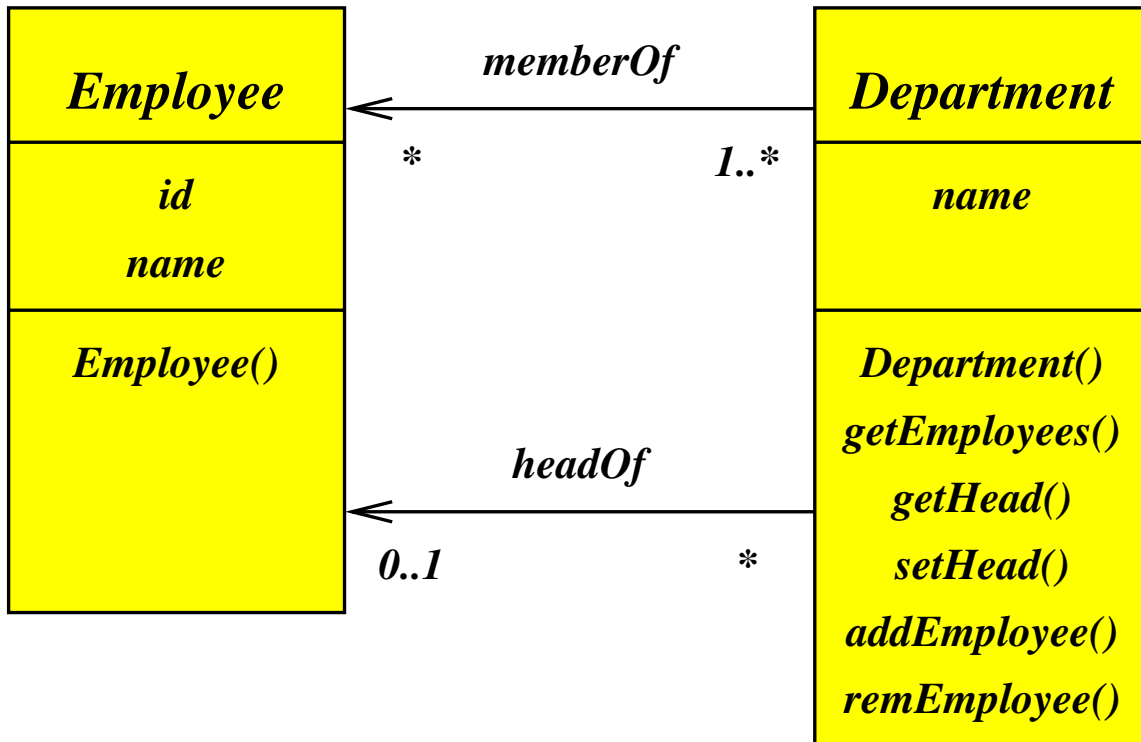 Employee
id
name
Employee()
memberOf
* 1..*
headOf
0..1 *
Department
name
Department()
getEmployees()
getHead()
setHead()
addEmployee()
remEmployee()